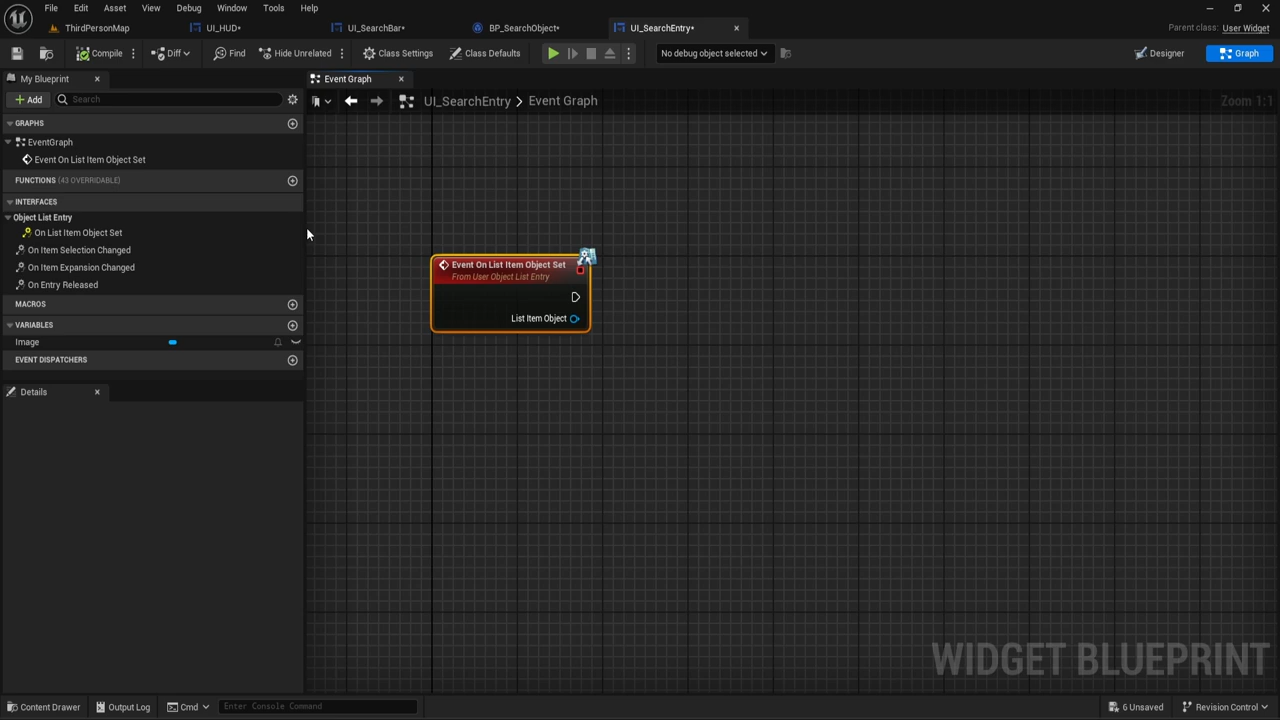 File Edit Asset View Debug Window Tools Help
ThirdPersonMap UI_HUD* UI_SearchBar* BP_SearchObject* UI_SearchEntry* Parent class: User Widget
Compile Diff Find Hide Unrelated Class Settings Class Defaults No debug object selected Designer Graph
My Blueprint Event Graph
Add Search UI_SearchEntry > Event Graph Zoom 1:1
GRAPHS
EventGraph
Event On List Item Object Set
FUNCTIONS (43 OVERRIDABLE)
INTERFACES
Object List Entry
On List Item Object Set
On Item Selection Changed
On Item Expansion Changed
On Entry Released
MACROS
VARIABLES
Image
EVENT DISPATCHERS
Details
Event On List Item Object Set
From User Object List Entry
List Item Object
WIDGET BLUEPRINT
Content Drawer Output Log Cmd Enter Console Command 6 Unsaved Revision Control